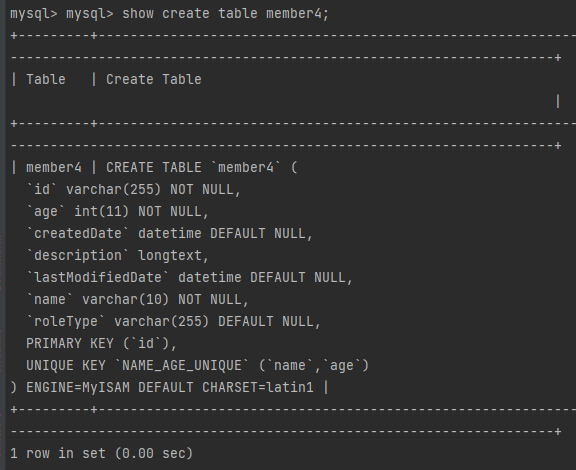 mysql> mysql> show create table member4;
+---------+-----------------------------------------------------------
-------------------------------------------------------------------+
| Table   | Create Table
                                                                   |
+---------+-----------------------------------------------------------
-------------------------------------------------------------------+
| member4 | CREATE TABLE `member4` (
  `id` varchar(255) NOT NULL,
  `age` int(11) NOT NULL,
  `createdDate` datetime DEFAULT NULL,
  `description` longtext,
  `lastModifiedDate` datetime DEFAULT NULL,
  `name` varchar(10) NOT NULL,
  `roleType` varchar(255) DEFAULT NULL,
  PRIMARY KEY (`id`),
  UNIQUE KEY `NAME_AGE_UNIQUE` (`name`,`age`)
) ENGINE=MyISAM DEFAULT CHARSET=latin1 |
+---------+-----------------------------------------------------------
-------------------------------------------------------------------+
1 row in set (0.00 sec)